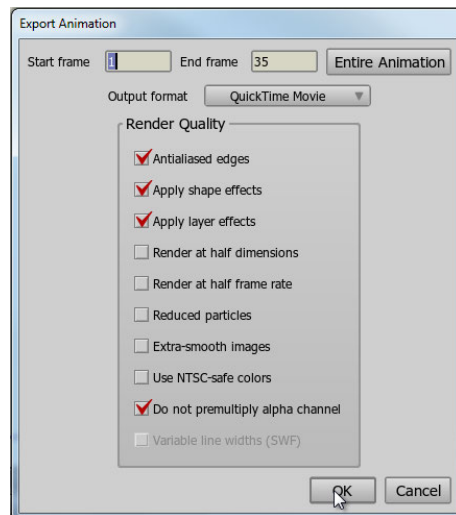 Export Animation
Start frame 1 End frame 35 Entire Animation
Output format QuickTime Movie
Render Quality
Antialiased edges
Apply shape effects
Apply layer effects
Render at half dimensions
Render at half frame rate
Reduced particles
Extra-smooth images
Use NTSC-safe colors
Do not premultiply alpha channel
Variable line widths (SWF)
OK Cancel